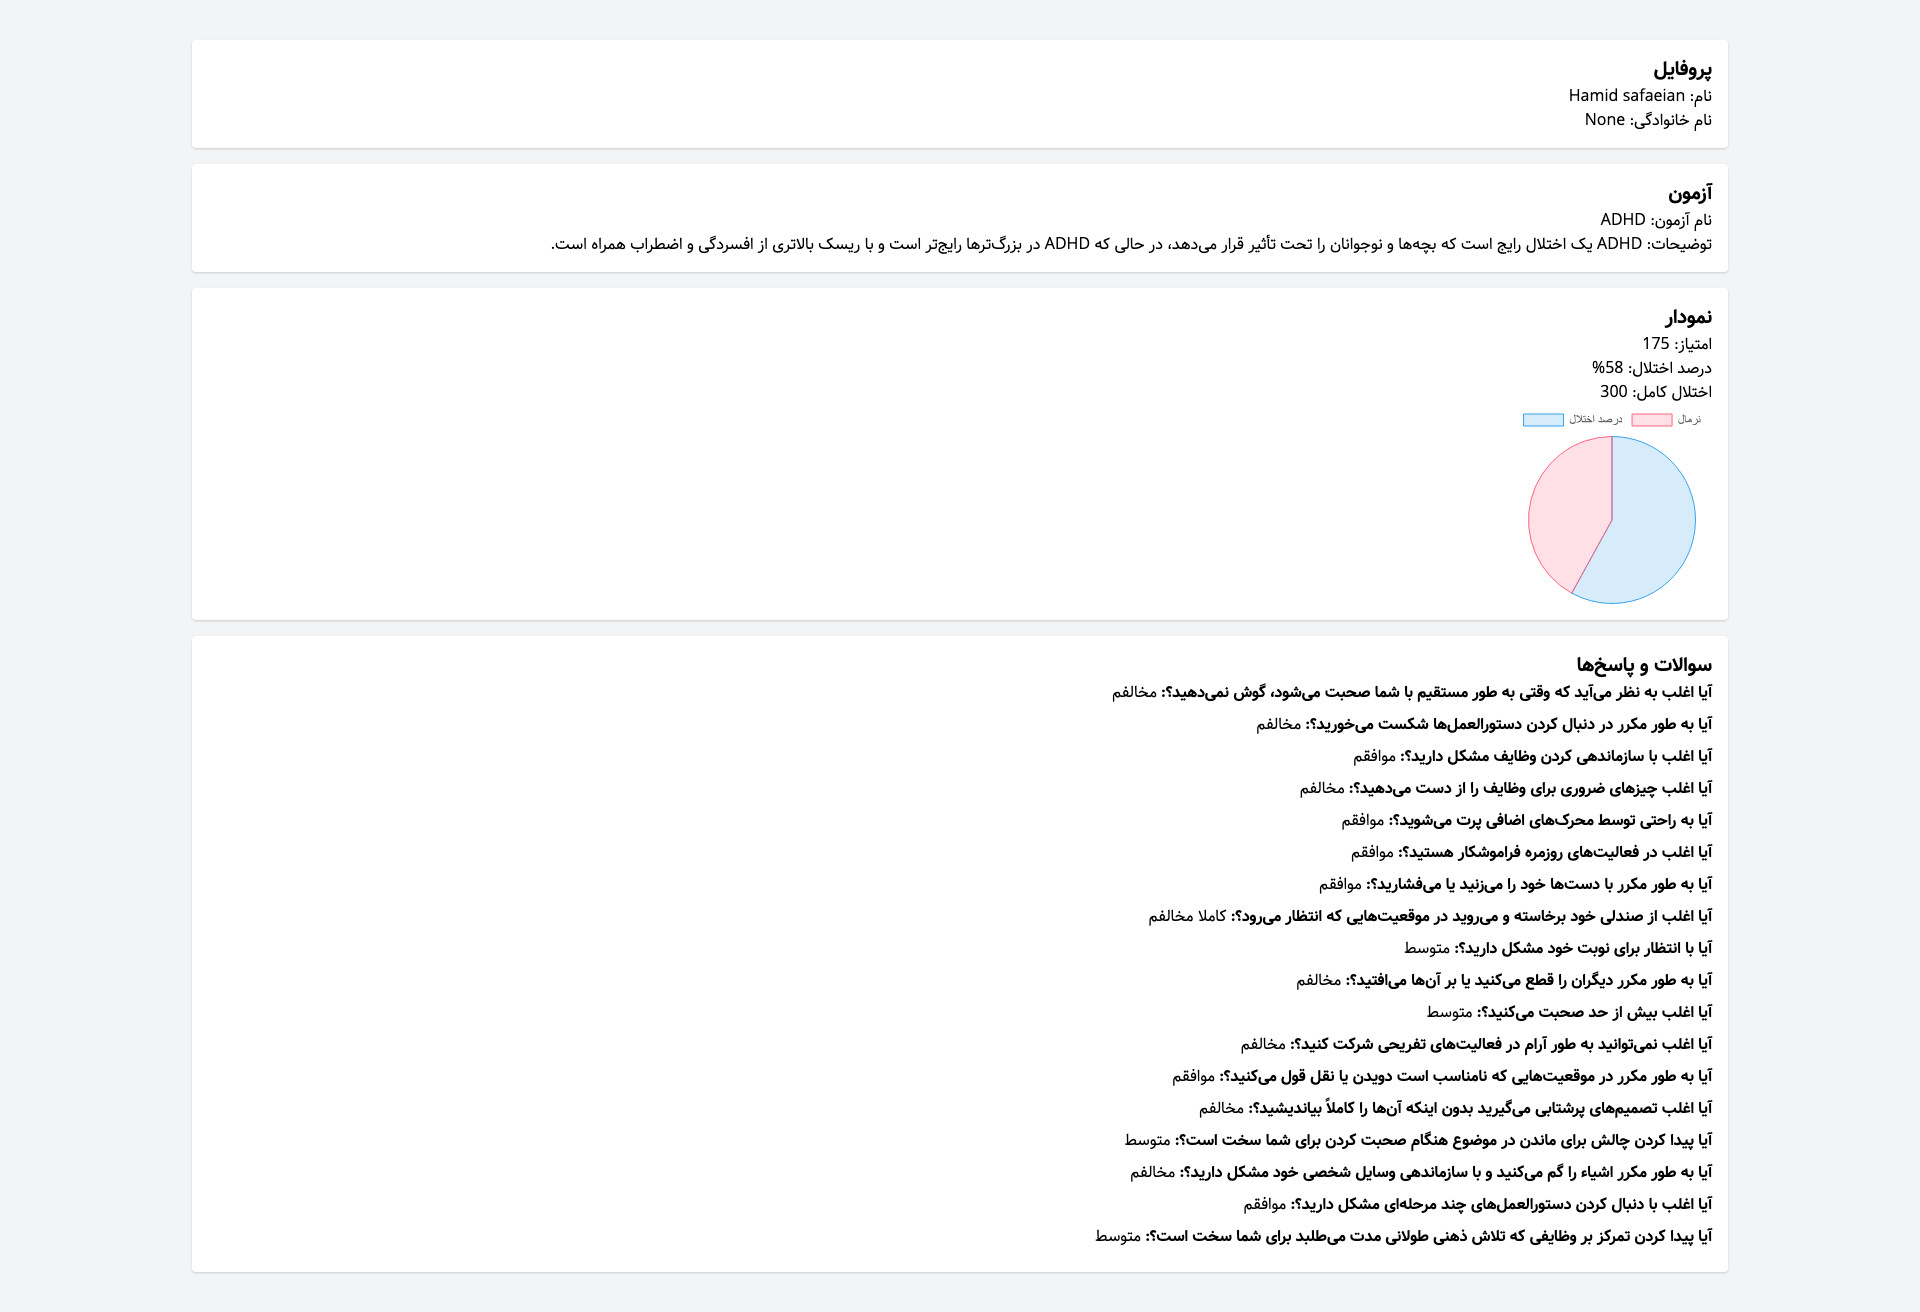 پروفایل
نام: Hamid safaeian
نام خانوادگی: None
آزمون
نام آزمون: ADHD
توضیحات: ADHD یک اختلال رایج است که بچه‌ها و نوجوانان را تحت تأثیر قرار می‌دهد، در حالی که ADHD در بزرگ‌ترها رایج‌تر است و با ریسک بالاتری از افسردگی و اضطراب همراه است.
نمودار
امتیاز: 175
درصد اختلال: 58%
اختلال کامل: 300
نرمال درصد اختلال
سوالات و پاسخ‌ها
آیا اغلب به نظر می‌آید که وقتی به طور مستقیم با شما صحبت می‌شود، گوش نمی‌دهید؟: مخالفم
آیا به طور مکرر در دنبال کردن دستورالعمل‌ها شکست می‌خورید؟: مخالفم
آیا اغلب با سازماندهی کردن وظایف مشکل دارید؟: موافقم
آیا اغلب چیزهای ضروری برای وظایف را از دست می‌دهید؟: مخالفم
آیا به راحتی توسط محرک‌های اضافی پرت می‌شوید؟: موافقم
آیا اغلب در فعالیت‌های روزمره فراموشکار هستید؟: موافقم
آیا به طور مکرر با دست‌ها خود را می‌زنید یا می‌فشارید؟: موافقم
آیا اغلب از صندلی خود برخاسته و می‌روید در موقعیت‌هایی که انتظار می‌رود؟: کاملا مخالفم
آیا با انتظار برای نوبت خود مشکل دارید؟: متوسط
آیا به طور مکرر دیگران را قطع می‌کنید یا بر آن‌ها می‌افتید؟: مخالفم
آیا اغلب بیش از حد صحبت می‌کنید؟: متوسط
آیا اغلب نمی‌توانید به طور آرام در فعالیت‌های تفریحی شرکت کنید؟: مخالفم
آیا به طور مکرر در موقعیت‌هایی که نامناسب است دویدن یا نقل قول می‌کنید؟: موافقم
آیا اغلب تصمیم‌های پرشتابی می‌گیرید بدون اینکه آن‌ها را کاملاً بیاندیشید؟: مخالفم
آیا پیدا کردن چالش برای ماندن در موضوع هنگام صحبت کردن برای شما سخت است؟: متوسط
آیا به طور مکرر اشیاء را گم می‌کنید و با سازماندهی وسایل شخصی خود مشکل دارید؟: مخالفم
آیا اغلب با دنبال کردن دستورالعمل‌های چند مرحله‌ای مشکل دارید؟: موافقم
آیا پیدا کردن تمرکز بر وظایفی که تلاش ذهنی طولانی مدت می‌طلبد برای شما سخت است؟: متوسط